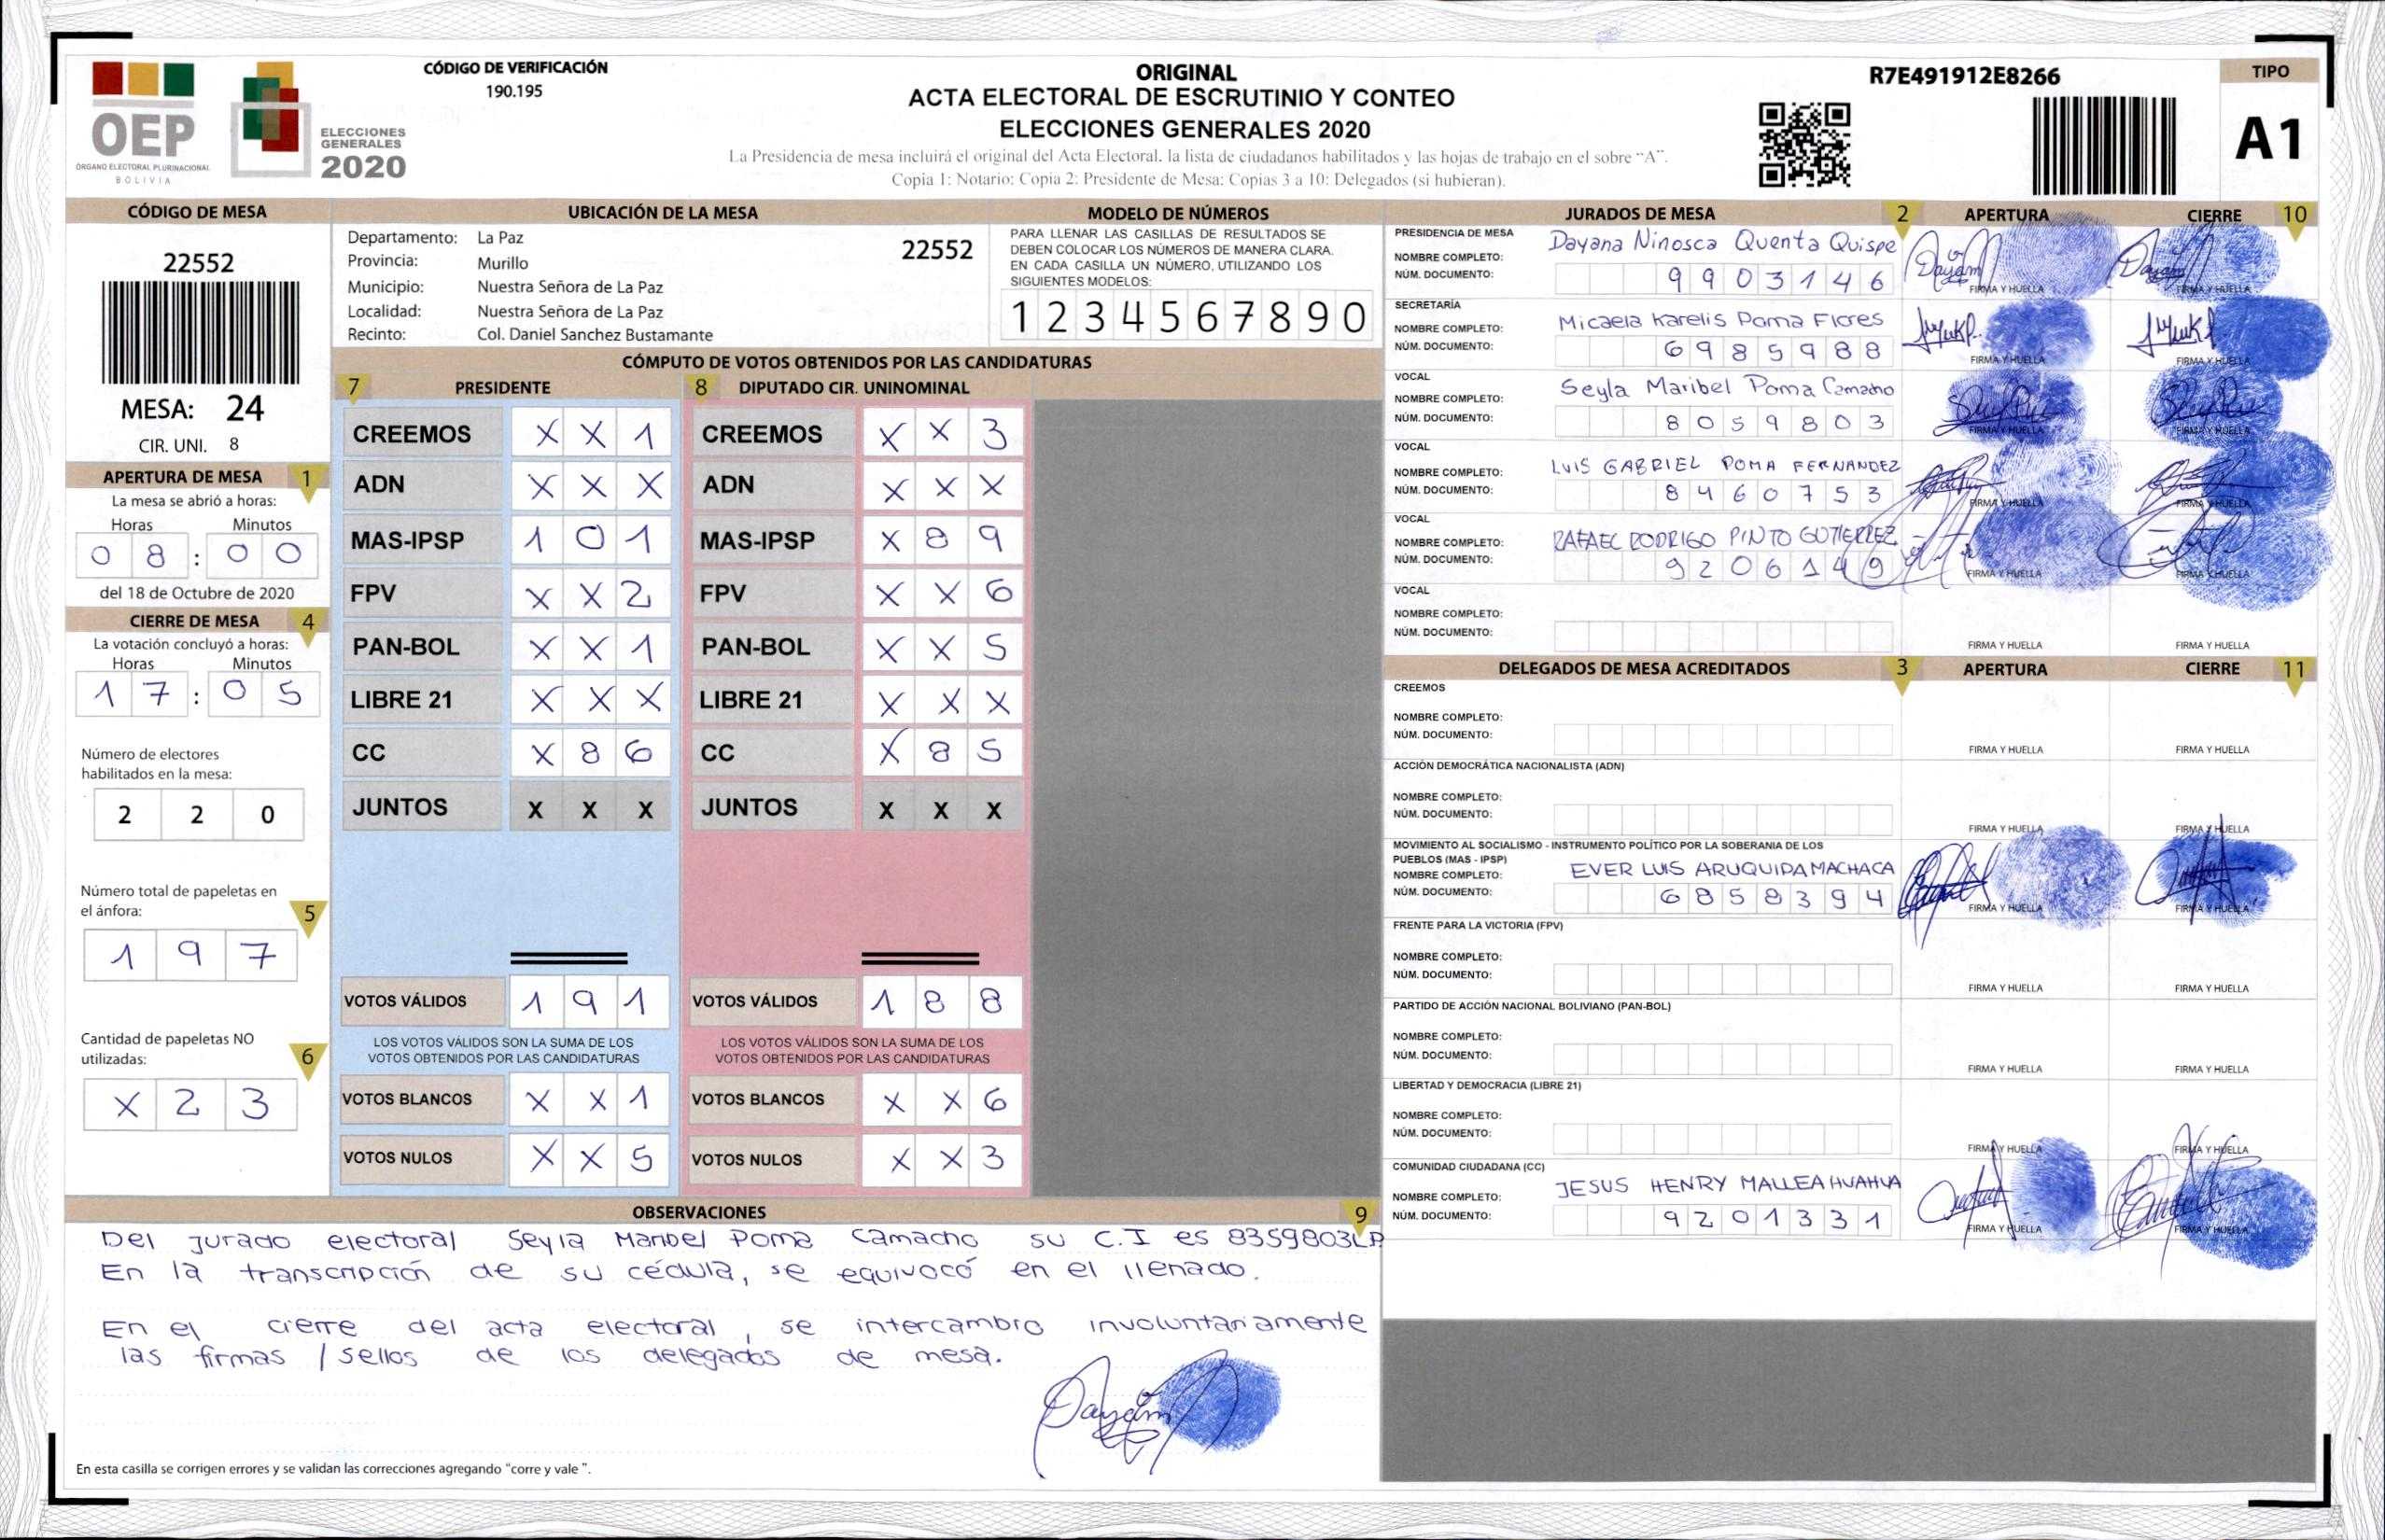 OEP
ÓRGANO ELECTORAL PLURINACIONAL
BOLIVIA
ELECCIONES
GENERALES
2020
CÓDIGO DE VERIFICACIÓN
190.195
ORIGINAL
ACTA ELECTORAL DE ESCRUTINIO Y CONTEO
ELECCIONES GENERALES 2020
La Presidencia de mesa incluirá el original del Acta Electoral, la lista de ciudadanos habilitados y las hojas de trabajo en el sobre "A".
Copia 1: Notario; Copia 2: Presidente de Mesa; Copias 3 a 10: Delegados (si hubieran).
R7E491912E8266
TIPO
A1
CÓDIGO DE MESA
22552
MESA: 24
CIR. UNI. 8
APERTURA DE MESA 1
La mesa se abrió a horas:
Horas Minutos
0 8 : 0 0
del 18 de Octubre de 2020
CIERRE DE MESA 4
La votación concluyó a horas:
Horas Minutos
1 7 : 0 5
Número de electores
habilitados en la mesa:
2 2 0
Número total de papeletas en
el ánfora: 5
1 9 7
Cantidad de papeletas NO
utilizadas: 6
X 2 3
UBICACIÓN DE LA MESA
Departamento: La Paz 22552
Provincia: Murillo
Municipio: Nuestra Señora de La Paz
Localidad: Nuestra Señora de La Paz
Recinto: Col. Daniel Sanchez Bustamante
MODELO DE NÚMEROS
PARA LLENAR LAS CASILLAS DE RESULTADOS SE
DEBEN COLOCAR LOS NÚMEROS DE MANERA CLARA.
EN CADA CASILLA UN NÚMERO, UTILIZANDO LOS
SIGUIENTES MODELOS:
1 2 3 4 5 6 7 8 9 0
CÓMPUTO DE VOTOS OBTENIDOS POR LAS CANDIDATURAS
7 PRESIDENTE 8 DIPUTADO CIR. UNINOMINAL
CREEMOS X X 1 CREEMOS X X 3
ADN X X X ADN X X X
MAS-IPSP 1 0 1 MAS-IPSP X 8 9
FPV X X 2 FPV X X 6
PAN-BOL X X 1 PAN-BOL X X 5
LIBRE 21 X X X LIBRE 21 X X X
CC X 8 6 CC X 8 5
JUNTOS X X X JUNTOS X X X
VOTOS VÁLIDOS 1 9 1 VOTOS VÁLIDOS 1 8 8
LOS VOTOS VÁLIDOS SON LA SUMA DE LOS LOS VOTOS VÁLIDOS SON LA SUMA DE LOS
VOTOS OBTENIDOS POR LAS CANDIDATURAS VOTOS OBTENIDOS POR LAS CANDIDATURAS
VOTOS BLANCOS X X 1 VOTOS BLANCOS X X 6
VOTOS NULOS X X 5 VOTOS NULOS X X 3
OBSERVACIONES 9
Del jurado electoral Seyla Maribel Poma Camacho su C.I es 8359803LP
En la transcripción de su cédula, se equivocó en el llenado.
En el cierre del acta electoral, se intercambio involuntariamente
las firmas / sellos de los delegados de mesa.
En esta casilla se corrigen errores y se validan las correcciones agregando "corre y vale".
JURADOS DE MESA 2 APERTURA CIERRE 10
PRESIDENCIA DE MESA
NOMBRE COMPLETO: Dayana Ninosca Quenta Quispe
NÚM. DOCUMENTO: 9903146
FIRMA Y HUELLA FIRMA Y HUELLA
SECRETARÍA
NOMBRE COMPLETO: Micaela Karelis Poma Flores
NÚM. DOCUMENTO: 6985988
FIRMA Y HUELLA FIRMA Y HUELLA
VOCAL
NOMBRE COMPLETO: Seyla Maribel Poma Camacho
NÚM. DOCUMENTO: 8059803
FIRMA Y HUELLA FIRMA Y HUELLA
VOCAL
NOMBRE COMPLETO: LUIS GABRIEL POMA FERNANDEZ
NÚM. DOCUMENTO: 8460753
FIRMA Y HUELLA FIRMA Y HUELLA
VOCAL
NOMBRE COMPLETO: RAFAEL RODRIGO PINTO GUTIERREZ
NÚM. DOCUMENTO: 9206149
FIRMA Y HUELLA FIRMA Y HUELLA
VOCAL
NOMBRE COMPLETO:
NÚM. DOCUMENTO:
FIRMA Y HUELLA FIRMA Y HUELLA
DELEGADOS DE MESA ACREDITADOS 3 APERTURA CIERRE 11
CREEMOS
NOMBRE COMPLETO:
NÚM. DOCUMENTO:
FIRMA Y HUELLA FIRMA Y HUELLA
ACCIÓN DEMOCRÁTICA NACIONALISTA (ADN)
NOMBRE COMPLETO:
NÚM. DOCUMENTO:
FIRMA Y HUELLA FIRMA Y HUELLA
MOVIMIENTO AL SOCIALISMO - INSTRUMENTO POLÍTICO POR LA SOBERANIA DE LOS
PUEBLOS (MAS - IPSP)
NOMBRE COMPLETO: EVER LUIS ARUQUIPA MACHACA
NÚM. DOCUMENTO: 6858394
FIRMA Y HUELLA FIRMA Y HUELLA
FRENTE PARA LA VICTORIA (FPV)
NOMBRE COMPLETO:
NÚM. DOCUMENTO:
FIRMA Y HUELLA FIRMA Y HUELLA
PARTIDO DE ACCIÓN NACIONAL BOLIVIANO (PAN-BOL)
NOMBRE COMPLETO:
NÚM. DOCUMENTO:
FIRMA Y HUELLA FIRMA Y HUELLA
LIBERTAD Y DEMOCRACIA (LIBRE 21)
NOMBRE COMPLETO:
NÚM. DOCUMENTO:
FIRMA Y HUELLA FIRMA Y HUELLA
COMUNIDAD CIUDADANA (CC)
NOMBRE COMPLETO: JESUS HENRY MALLEA HUAHUA
NÚM. DOCUMENTO: 9201331
FIRMA Y HUELLA FIRMA Y HUELLA